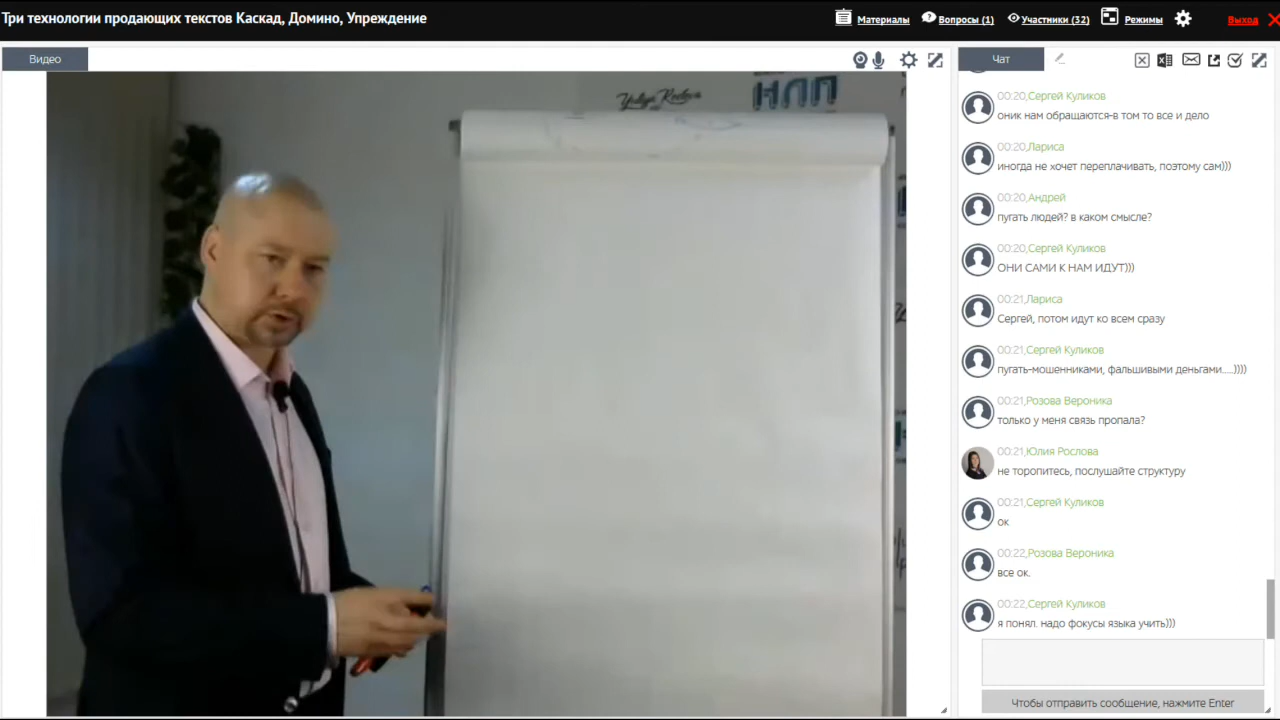 Три технологии продающих текстов Каскад, Домино, Упреждение
Материалы
Вопросы (1)
Участники (32)
Режимы
Выход
Видео
НЛП
Чат
00:20,Сергей Куликов
оник нам обращаются-в том то все и дело
00:20,Лариса
иногда не хочет переплачивать, поэтому сам)))
00:20,Андрей
пугать людей? в каком смысле?
00:20,Сергей Куликов
ОНИ САМИ К НАМ ИДУТ)))
00:21,Лариса
Сергей, потом идут ко всем сразу
00:21,Сергей Куликов
пугать-мошенниками, фальшивыми деньгами.....))))
00:21,Розова Вероника
только у меня связь пропала?
00:21,Юлия Рослова
не торопитесь, послушайте структуру
00:21,Сергей Куликов
ок
00:22,Розова Вероника
все ок.
00:22,Сергей Куликов
я понял. надо фокусы языка учить)))
Чтобы отправить сообщение, нажмите Enter